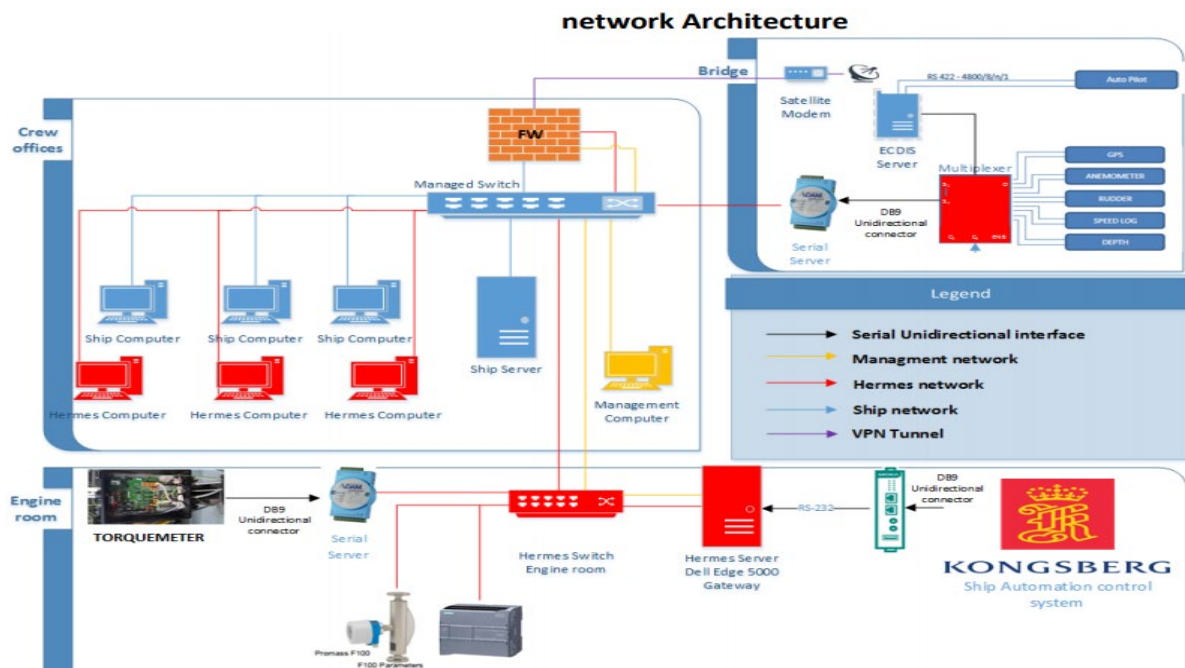 network Architecture
Bridge
RS 422 - 4800/8/n/1
Auto Pilot
Satellite
Modem
ECDIS
Server
Multiplexer
GPS
ANEMOMETER
RUDDER
SPEED LOG
DEPTH
DB9
Unidirectional
connector
Serial
Server
Crew
offices
FW
Managed Switch
Ship Computer
Ship Computer
Ship Computer
Hermes Computer
Hermes Computer
Hermes Computer
Ship Server
Management
Computer
Legend
Serial Unidirectional interface
Managment network
Hermes network
Ship network
VPN Tunnel
Engine
room
TORQUEMETER
DB9
Unidirectional
connector
Serial
Server
Hermes Switch
Engine room
Hermes Server
Dell Edge 5000
Gateway
RS-232
DB9
Unidirectional
connector
KONGSBERG
Ship Automation control
system
Promass F100
F100 Parameters